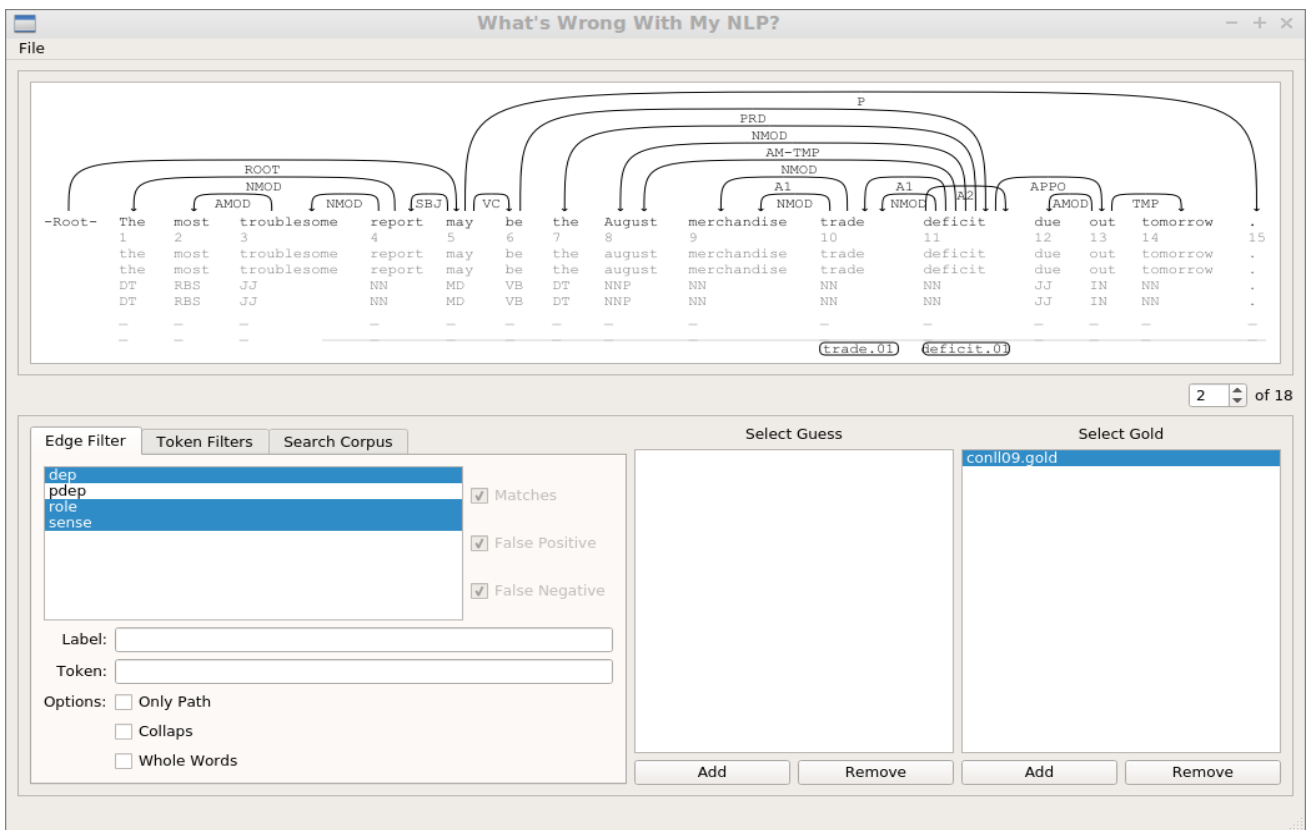 What's Wrong With My NLP?
File
P
PRD
NMOD
AM-TMP
ROOT NMOD
NMOD A1 A1 APPO
AMOD NMOD SBJ VC NMOD NMOD A2 AMOD TMP
-Root- The most troublesome report may be the August merchandise trade deficit due out tomorrow .
1 2 3 4 5 6 7 8 9 10 11 12 13 14 15
the most troublesome report may be the august merchandise trade deficit due out tomorrow .
the most troublesome report may be the august merchandise trade deficit due out tomorrow .
DT RBS JJ NN MD VB DT NNP NN NN NN JJ IN NN .
DT RBS JJ NN MD VB DT NNP NN NN NN JJ IN NN .
_ _ _ _ _ _ _ _ _ _ _ _ _ _ _
_ _ _ _ _ _ _ _ _ _ _ _ _
trade.01 deficit.01
2 of 18
Edge Filter Token Filters Search Corpus Select Guess Select Gold
dep conll09.gold
pdep
role
sense
Matches
False Positive
False Negative
Label:
Token:
Options: Only Path
Collaps
Whole Words
Add Remove Add Remove